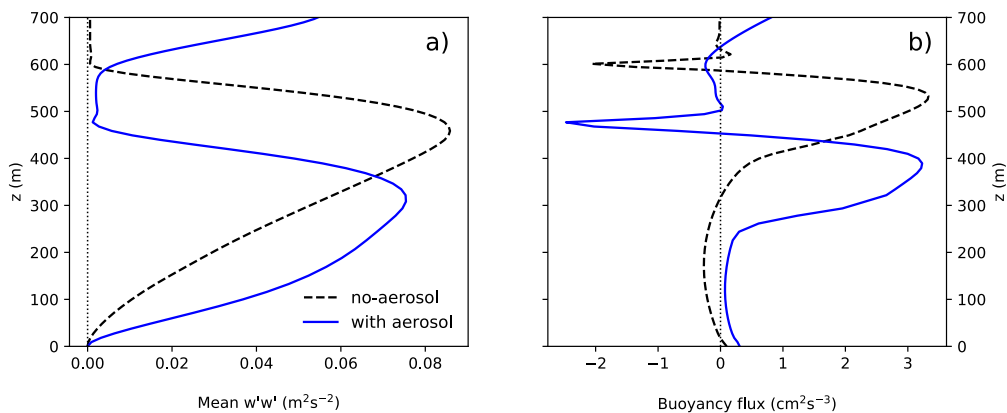 700
600
500
400
300
200
100
0
z (m)
a)
no-aerosol
with aerosol
0.00 0.02 0.04 0.06 0.08
Mean w'w' (m²s⁻²)
b)
700
600
500
400
300
200
100
0
z (m)
−2 −1 0 1 2 3
Buoyancy flux (cm²s⁻³)